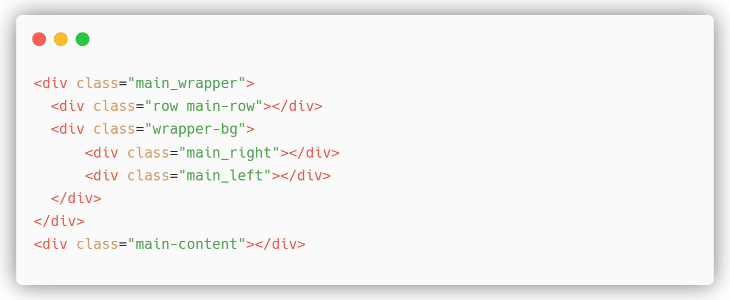 <div class="main_wrapper">
  <div class="row main-row"></div>
  <div class="wrapper-bg">
      <div class="main_right"></div>
      <div class="main_left"></div>
  </div>
</div>
<div class="main-content"></div>